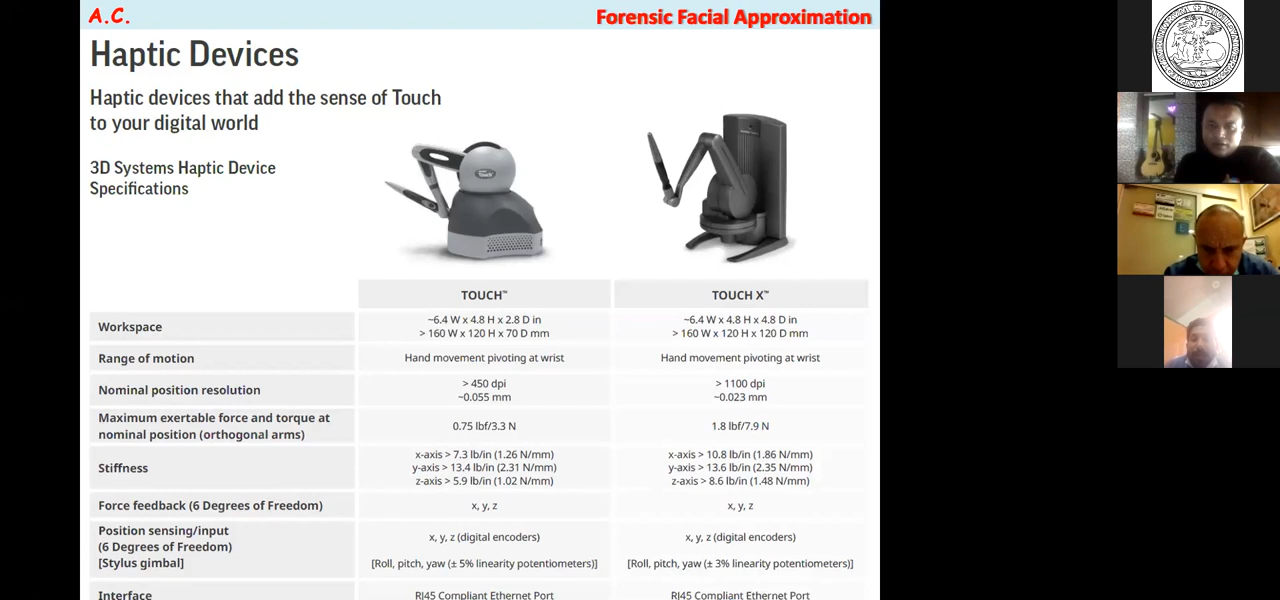 A.C.
Forensic Facial Approximation
Haptic Devices
Haptic devices that add the sense of Touch
to your digital world
3D Systems Haptic Device
Specifications
Touch
TOUCH™
TOUCH X™
Workspace
~6.4 W x 4.8 H x 2.8 D in
> 160 W x 120 H x 70 D mm
~6.4 W x 4.8 H x 4.8 D in
> 160 W x 120 H x 120 D mm
Range of motion
Hand movement pivoting at wrist
Hand movement pivoting at wrist
Nominal position resolution
> 450 dpi
~0.055 mm
> 1100 dpi
~0.023 mm
Maximum exertable force and torque at
nominal position (orthogonal arms)
0.75 lbf/3.3 N
1.8 lbf/7.9 N
Stiffness
x-axis > 7.3 lb/in (1.26 N/mm)
y-axis > 13.4 lb/in (2.31 N/mm)
z-axis > 5.9 lb/in (1.02 N/mm)
x-axis > 10.8 lb/in (1.86 N/mm)
y-axis > 13.6 lb/in (2.35 N/mm)
z-axis > 8.6 lb/in (1.48 N/mm)
Force feedback (6 Degrees of Freedom)
x, y, z
x, y, z
Position sensing/input
(6 Degrees of Freedom)
[Stylus gimbal]
x, y, z (digital encoders)
[Roll, pitch, yaw (± 5% linearity potentiometers)]
x, y, z (digital encoders)
[Roll, pitch, yaw (± 3% linearity potentiometers)]
Interface
RJ45 Compliant Ethernet Port
RJ45 Compliant Ethernet Port